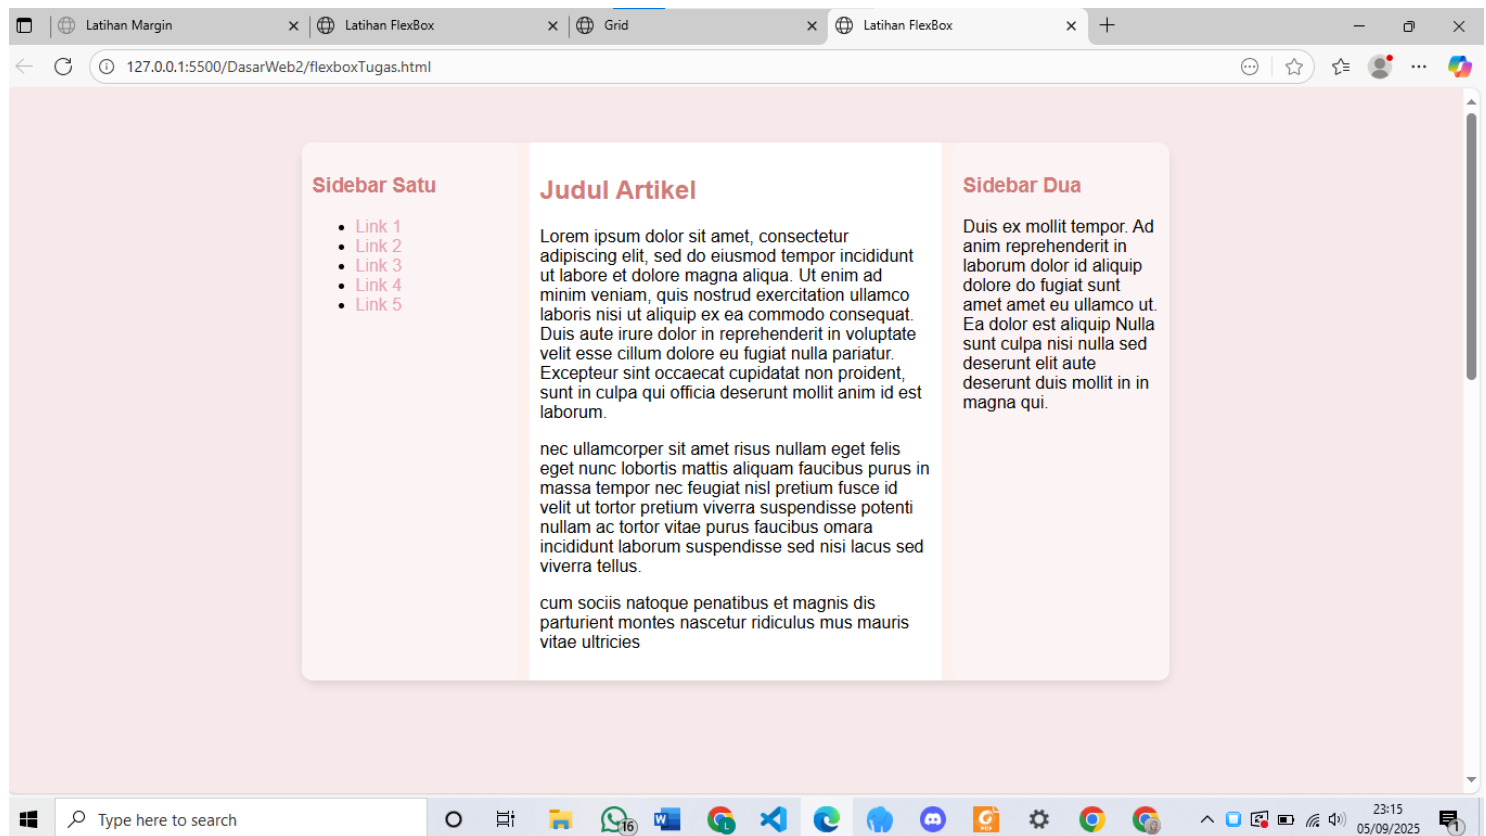 Latihan Margin
Latihan FlexBox
Grid
Latihan FlexBox
127.0.0.1:5500/DasarWeb2/flexboxTugas.html
Sidebar Satu
Link 1
Link 2
Link 3
Link 4
Link 5
Judul Artikel
Lorem ipsum dolor sit amet, consectetur
adipiscing elit, sed do eiusmod tempor incididunt
ut labore et dolore magna aliqua. Ut enim ad
minim veniam, quis nostrud exercitation ullamco
laboris nisi ut aliquip ex ea commodo consequat.
Duis aute irure dolor in reprehenderit in voluptate
velit esse cillum dolore eu fugiat nulla pariatur.
Excepteur sint occaecat cupidatat non proident,
sunt in culpa qui officia deserunt mollit anim id est
laborum.
nec ullamcorper sit amet risus nullam eget felis
eget nunc lobortis mattis aliquam faucibus purus in
massa tempor nec feugiat nisl pretium fusce id
velit ut tortor pretium viverra suspendisse potenti
nullam ac tortor vitae purus faucibus omara
incididunt laborum suspendisse sed nisi lacus sed
viverra tellus.
cum sociis natoque penatibus et magnis dis
parturient montes nascetur ridiculus mus mauris
vitae ultricies
Sidebar Dua
Duis ex mollit tempor. Ad
anim reprehenderit in
laborum dolor id aliquip
dolore do fugiat sunt
amet amet eu ullamco ut.
Ea dolor est aliquip Nulla
sunt culpa nisi nulla sed
deserunt elit aute
deserunt duis mollit in in
magna qui.
Type here to search
16
23:15
05/09/2025
1